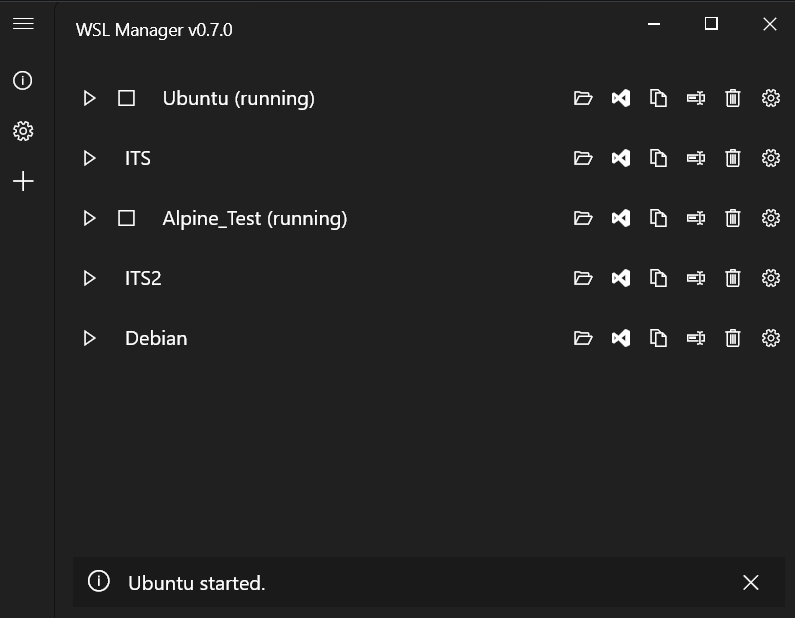 WSL Manager v0.7.0
Ubuntu (running)
ITS
Alpine_Test (running)
ITS2
Debian
Ubuntu started.